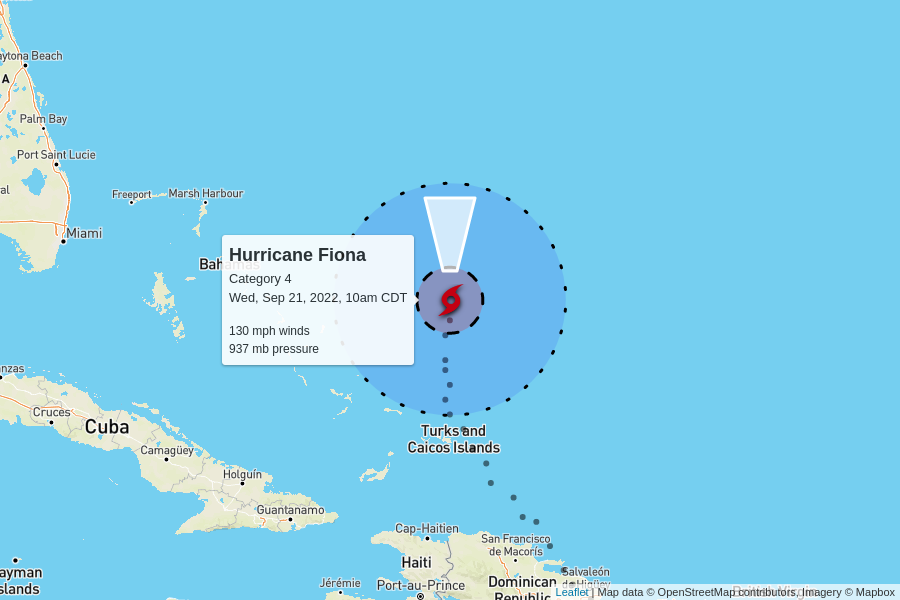 aytona Beach
A
Palm Bay
Port Saint Lucie
al
Freeport
Marsh Harbour
Miami
Hurricane Fiona
Category 4
Wed, Sep 21, 2022, 10am CDT
130 mph winds
937 mb pressure
Bahamas
nzas
Cruces
Cuba
Camagüey
Holguín
Guantanamo
Turks and
Caicos Islands
Cap-Haitien
Haiti
Port-au-Prince
Jérémie
San Francisco
de Macorís
Dominican
Republic
Salvaleón
de Higüey
ayman
slands
Leaflet | Map data © OpenStreetMap contributors, Imagery © Mapbox